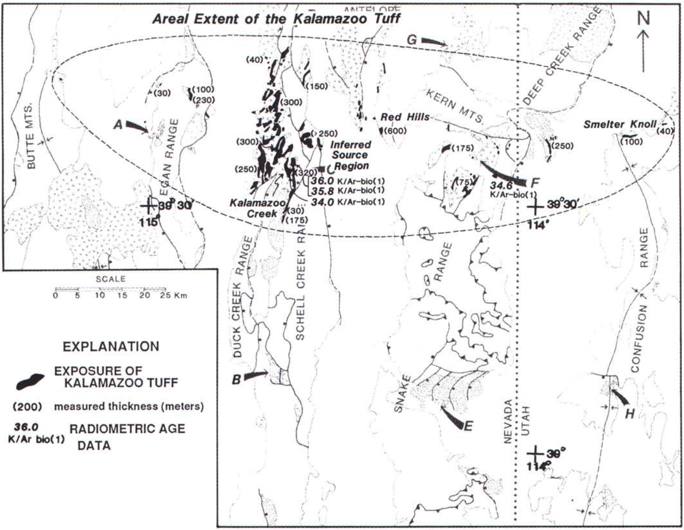 ANTELOPE
Areal Extent of the Kalamazoo Tuff
G
N
DEEP CREEK RANGE
(40)
(30)
(100)
(230)
(150)
KERN MTS.
(300)
A
Red Hills
(600)
Smelter Knoll
(40)
(100)
BUTTE MTS.
EGAN RANGE
(>250)
(300)
Inferred
Source
Region
(175)
(250)
(250)
(320)
36.0 K/Ar-bio(1)
35.8 K/Ar-bio(1)
34.0 K/Ar-bio(1)
(75)
34.6
K/Ar-bio(1)
F
Kalamazoo
Creek
(30)
(175)
39° 30'
115°
39° 30'
114°
SCALE
0 5 10 15 20 25 Km
DUCK CREEK RANGE
SCHELL CREEK RA
RANGE
SNAKE
RANGE
CONFUSION
EXPLANATION
EXPOSURE OF
KALAMAZOO TUFF
(200) measured thickness (meters)
36.0
K/Ar bio(1)
RADIOMETRIC AGE
DATA
B
E
H
NEVADA
UTAH
39°
114°